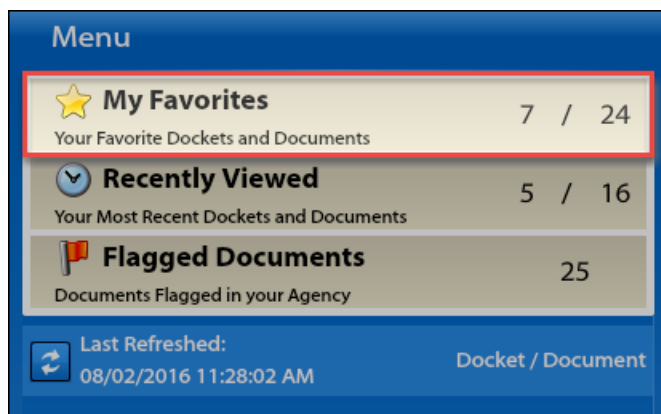 Menu
My Favorites 7 / 24
Your Favorite Dockets and Documents
Recently Viewed 5 / 16
Your Most Recent Dockets and Documents
Flagged Documents 25
Documents Flagged in your Agency
Last Refreshed:
08/02/2016 11:28:02 AM Docket / Document